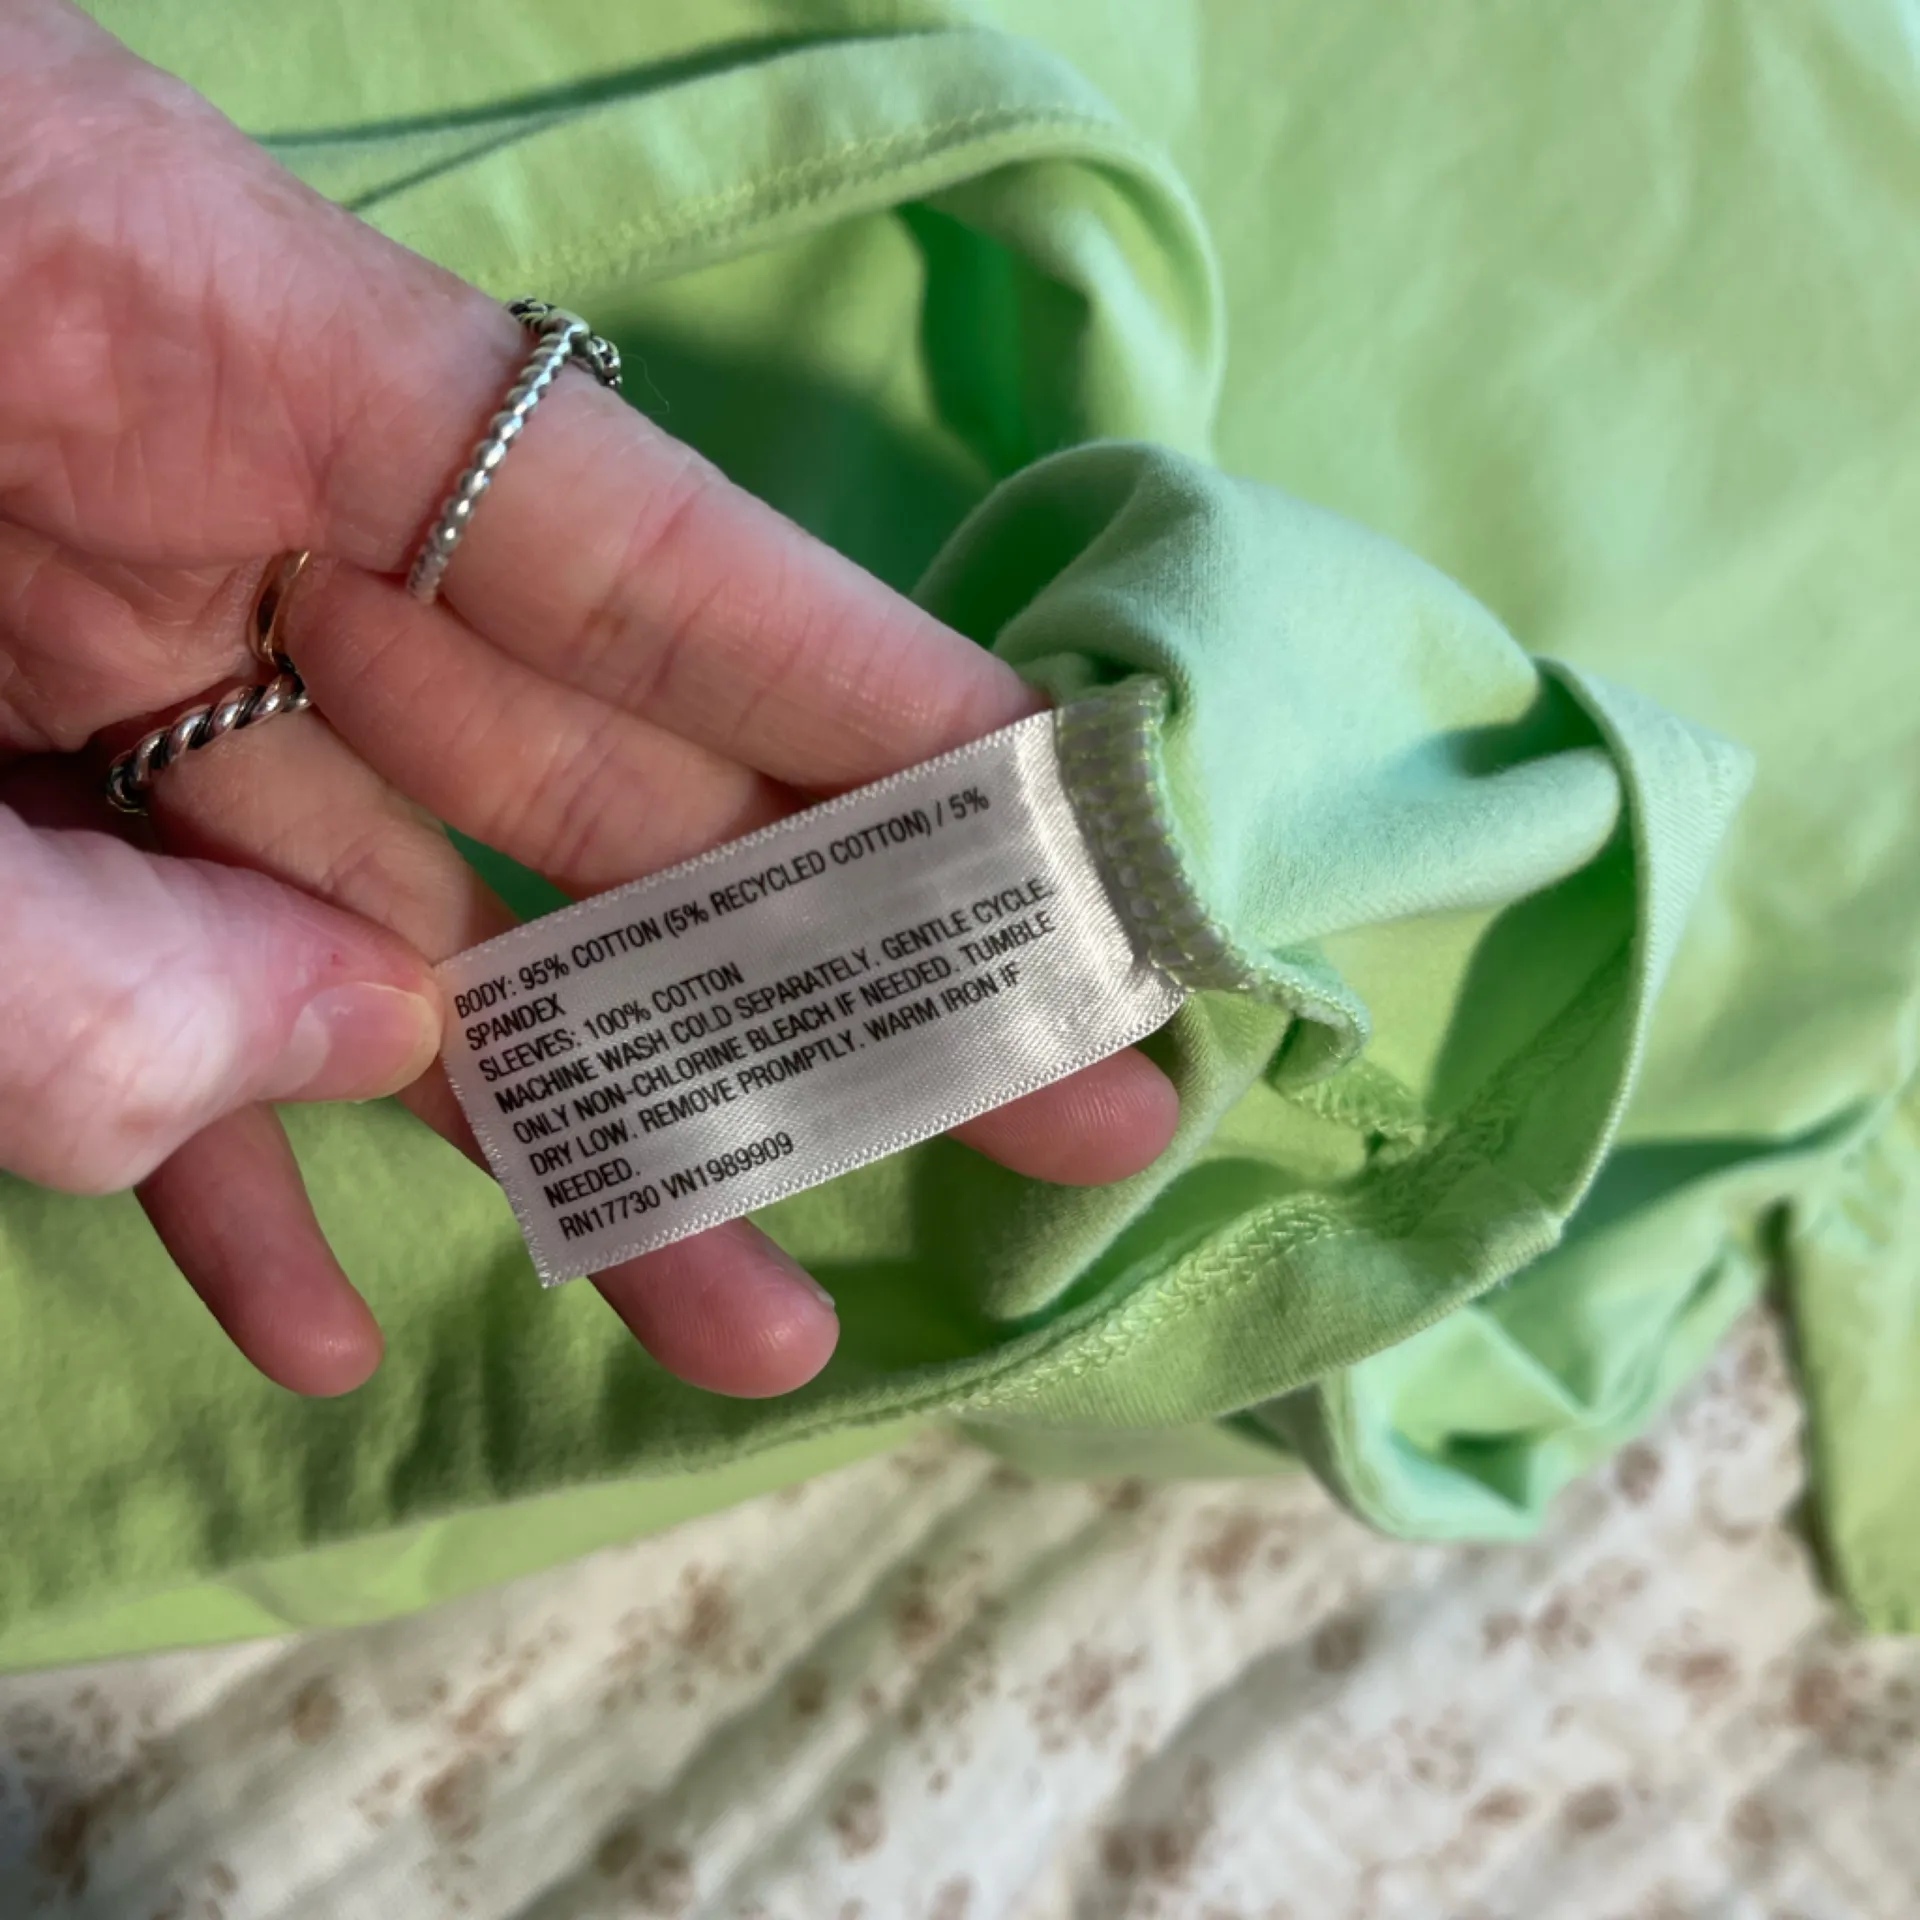 BODY: 95% COTTON (5% RECYCLED COTTON) / 5%
SPANDEX
SLEEVES: 100% COTTON
MACHINE WASH COLD SEPARATELY. GENTLE CYCLE.
ONLY NON-CHLORINE BLEACH IF NEEDED. TUMBLE
DRY LOW. REMOVE PROMPTLY. WARM IRON IF
NEEDED.
RN17730 VN1989909